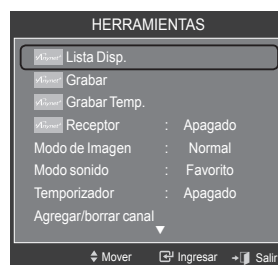 HERRAMIENTAS
Lista Disp.
Grabar
Grabar Temp.
Receptor : Apagado
Modo de Imagen : Normal
Modo sonido : Favorito
Temporizador : Apagado
Agregar/borrar canal
Mover Ingresar Salir